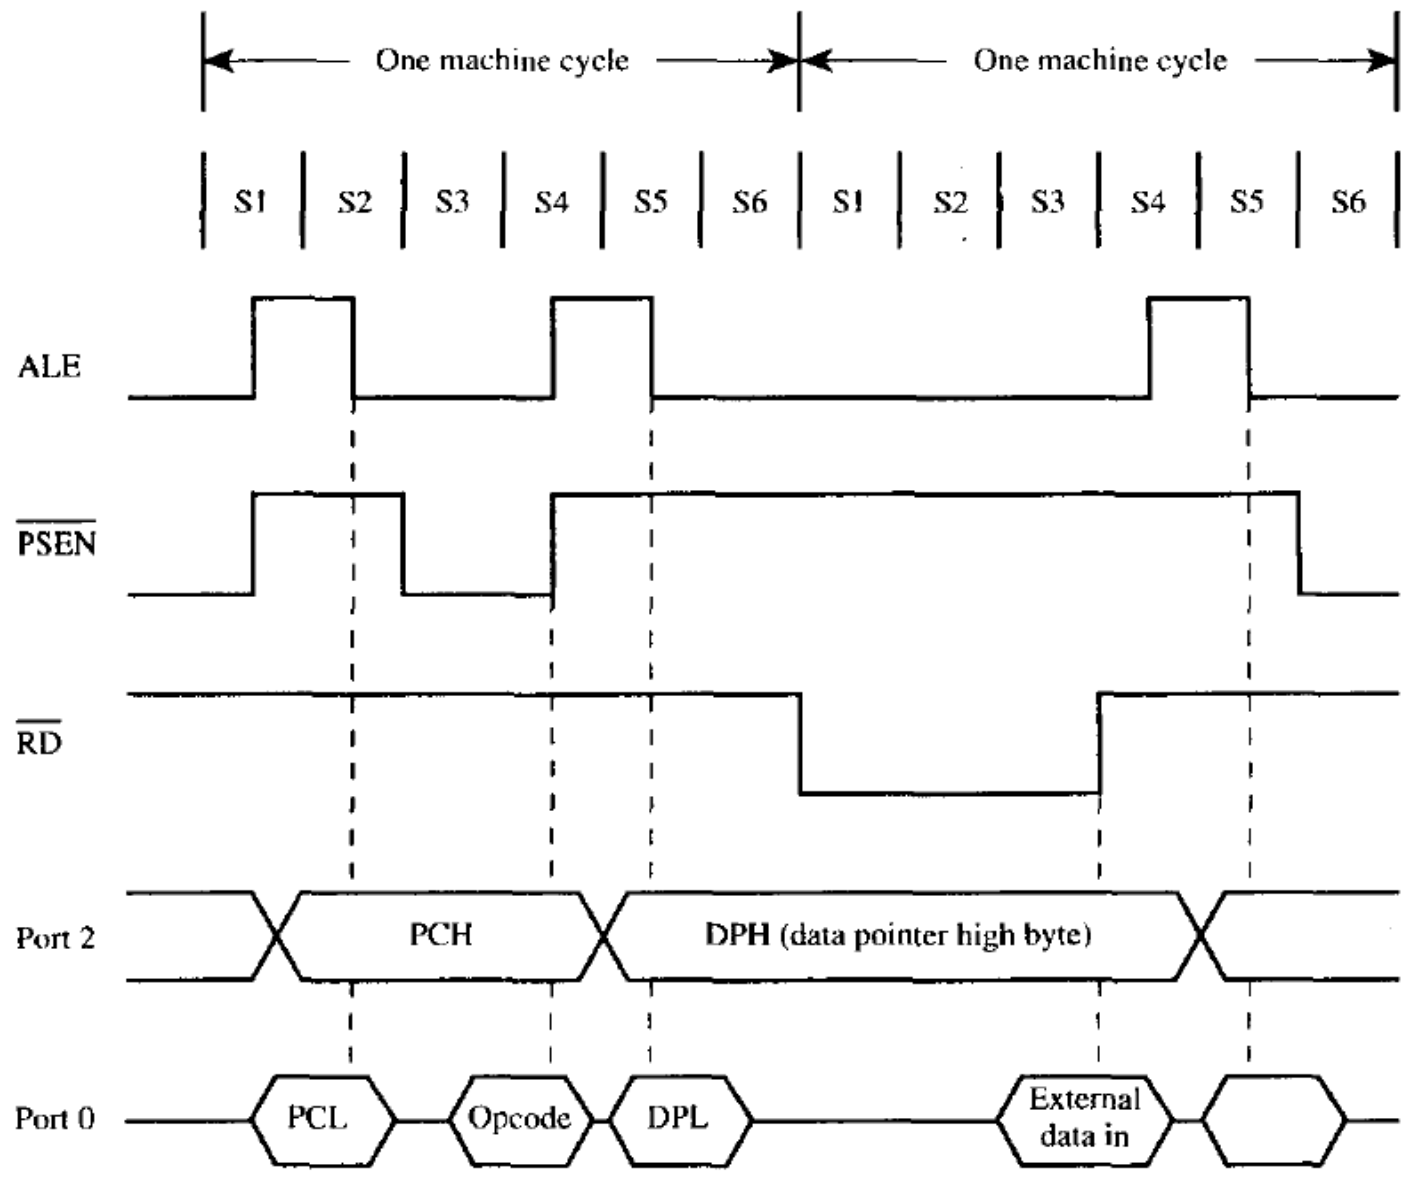 One machine cycle One machine cycle
S1 S2 S3 S4 S5 S6 S1 S2 S3 S4 S5 S6
ALE
PSEN
RD
Port 2 PCH DPH (data pointer high byte)
Port 0 PCL Opcode DPL External data in